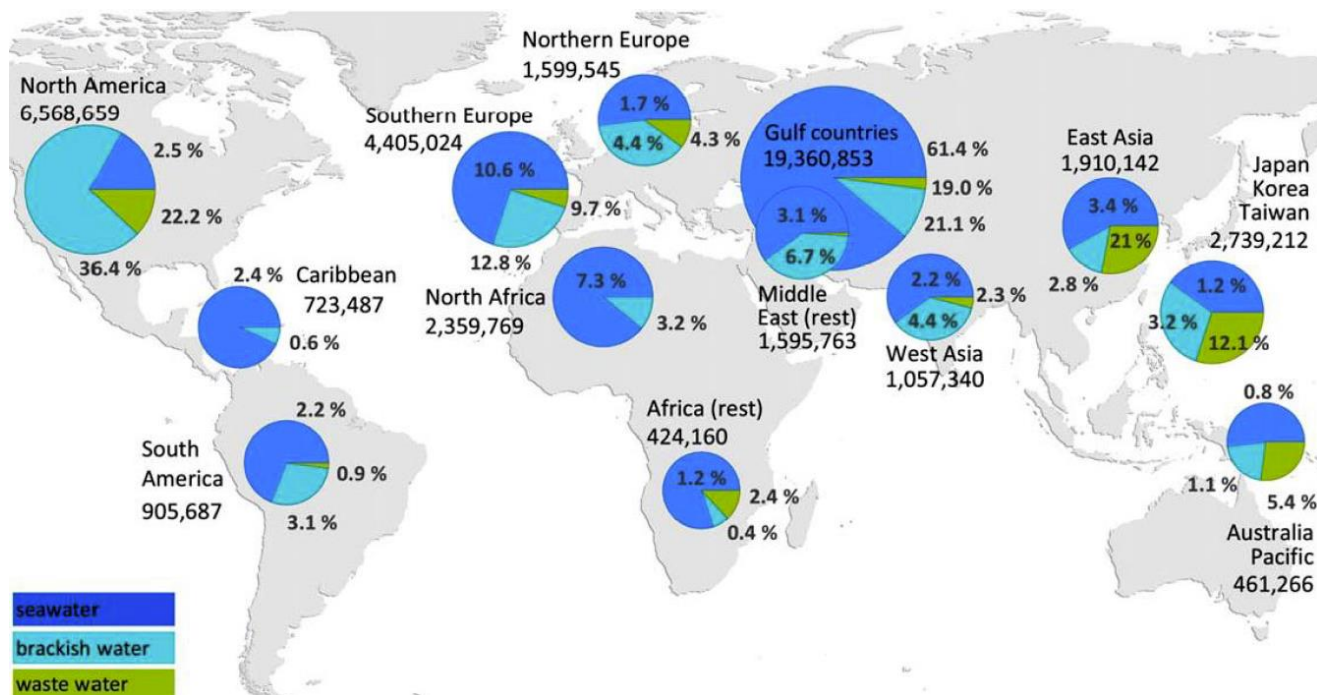 North America
6,568,659
2.5 %
22.2 %
36.4 %
Northern Europe
1,599,545
1.7 %
4.4 %
4.3 %
Southern Europe
4,405,024
10.6 %
9.7 %
12.8 %
Gulf countries
19,360,853
61.4 %
19.0 %
21.1 %
East Asia
1,910,142
3.4 %
21 %
2.8 %
Japan
Korea
Taiwan
2,739,212
1.2 %
3.2 %
12.1 %
Caribbean
723,487
2.4 %
0.6 %
North Africa
2,359,769
7.3 %
3.2 %
3.1 %
6.7 %
Middle
East (rest)
1,595,763
2.2 %
2.3 %
4.4 %
West Asia
1,057,340
South
America
905,687
2.2 %
0.9 %
3.1 %
Africa (rest)
424,160
1.2 %
2.4 %
0.4 %
0.8 %
1.1 %
5.4 %
Australia
Pacific
461,266
seawater
brackish water
waste water